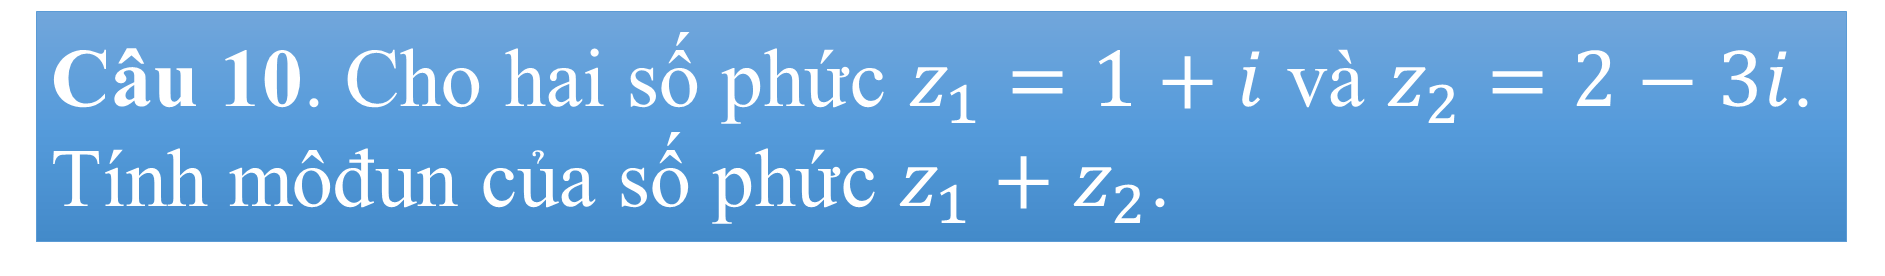 Câu 10. Cho hai số phức z₁ = 1 + i và z₂ = 2 − 3i.
Tính môđun của số phức z₁ + z₂.